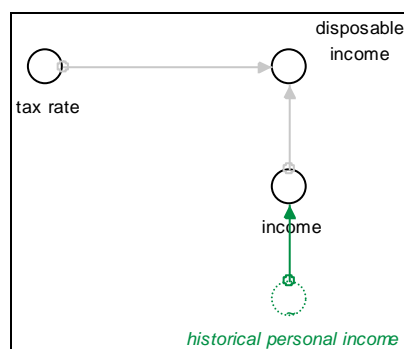 disposable
income
tax rate
income
historical personal income